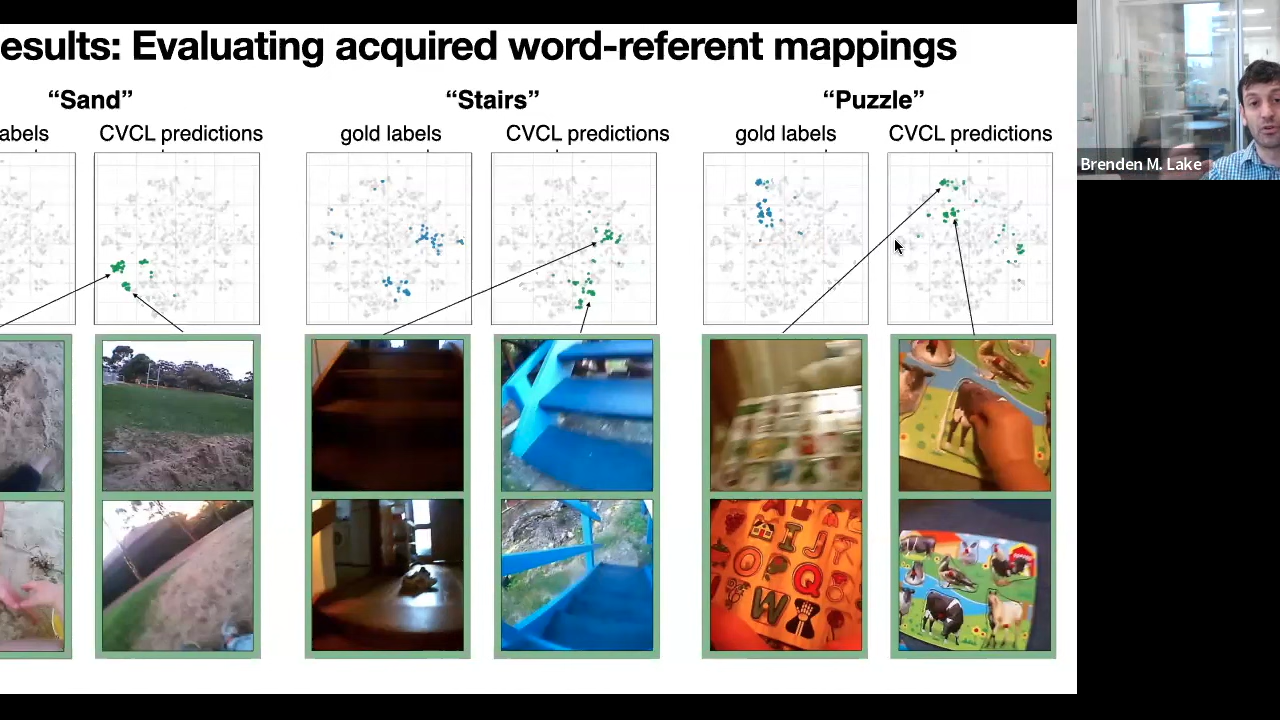 esults: Evaluating acquired word-referent mappings
“Sand” “Stairs” “Puzzle”
abels CVCL predictions gold labels CVCL predictions gold labels CVCL predictions
Brenden M. Lake
I J
O Q
W